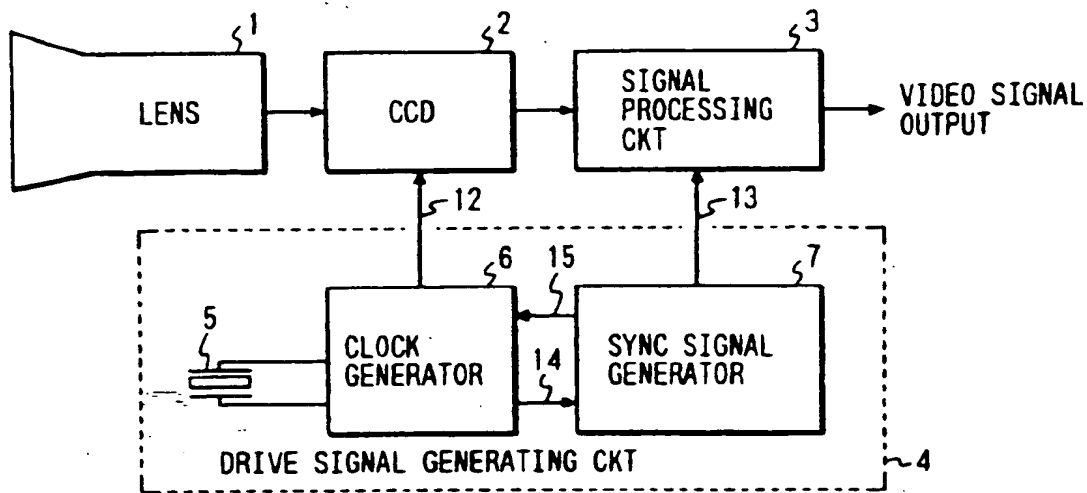 1
2
3
LENS
CCD
SIGNAL
PROCESSING
CKT
VIDEO SIGNAL
OUTPUT
12
13
6
15
7
5
CLOCK
GENERATOR
14
SYNC SIGNAL
GENERATOR
DRIVE SIGNAL GENERATING CKT
4